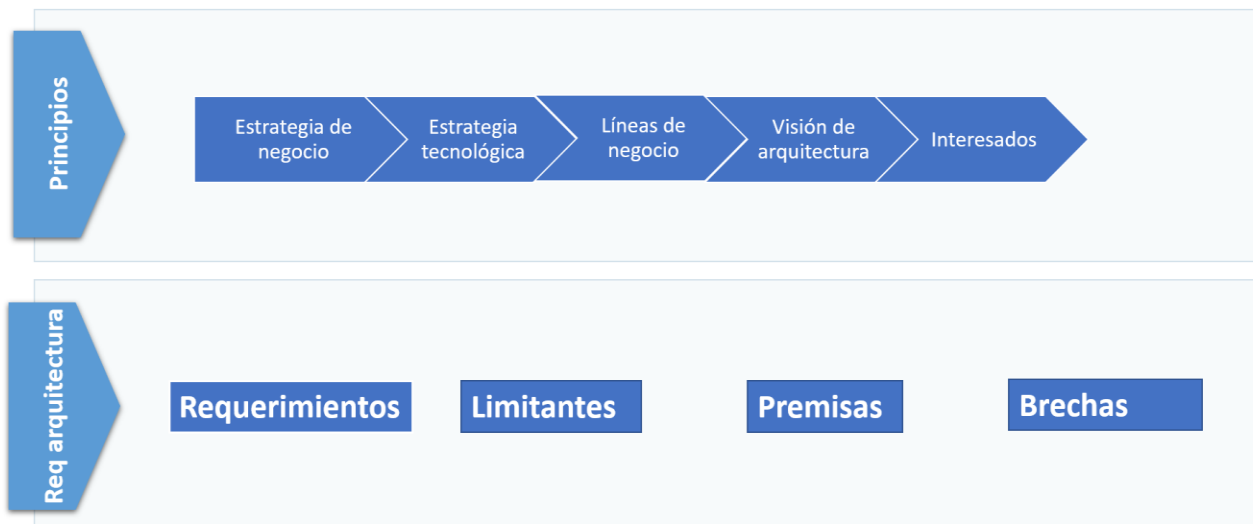 Principios
Estrategia de
negocio
Estrategia
tecnológica
Líneas de
negocio
Visión de
arquitectura
Interesados
Req arquitectura
Requerimientos
Limitantes
Premisas
Brechas